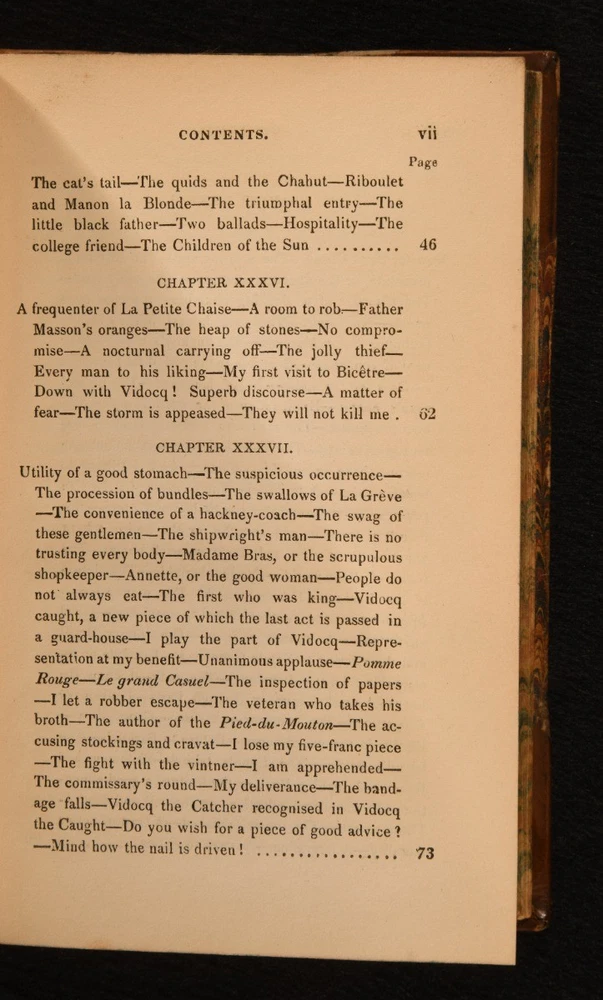 CONTENTS. vii
Page
The cat's tail—The quids and the Chahut—Riboulet
and Manon la Blonde—The triumphal entry—The
little black father—Two ballads—Hospitality—The
college friend—The Children of the Sun .......... 46
CHAPTER XXXVI.
A frequenter of La Petite Chaise—A room to rob—Father
Masson's oranges—The heap of stones—No compro-
mise—A nocturnal carrying off—The jolly thief—
Every man to his liking—My first visit to Bicêtre—
Down with Vidocq! Superb discourse—A matter of
fear—The storm is appeased—They will not kill me . 62
CHAPTER XXXVII.
Utility of a good stomach—The suspicious occurrence—
The procession of bundles—The swallows of La Grève
—The convenience of a hackney-coach—The swag of
these gentlemen—The shipwright's man—There is no
trusting every body—Madame Bras, or the scrupulous
shopkeeper—Annette, or the good woman—People do
not always eat—The first who was king—Vidocq
caught, a new piece of which the last act is passed in
a guard-house—I play the part of Vidocq—Repre-
sentation at my benefit—Unanimous applause—Pomme
Rouge—Le grand Casuel—The inspection of papers
—I let a robber escape—The veteran who takes his
broth—The author of the Pied-du-Mouton—The ac-
cusing stockings and cravat—I lose my five-franc piece
—The fight with the vintner—I am apprehended—
The commissary's round—My deliverance—The band-
age falls—Vidocq the Catcher recognised in Vidocq
the Caught—Do you wish for a piece of good advice?
—Mind how the nail is driven! ................ 73